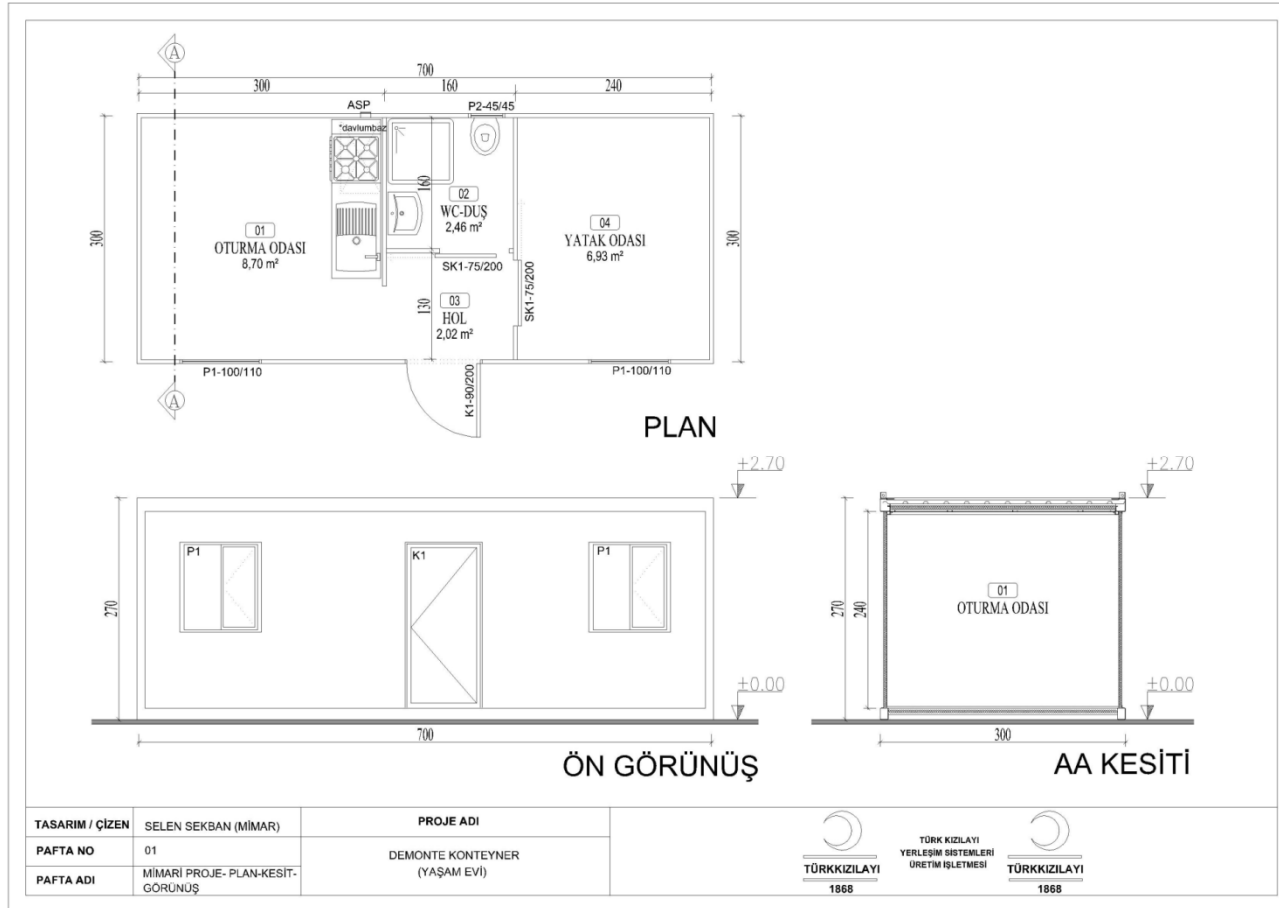 A
700
300
160
240
ASP
P2-45/45
*davlumbaz
300
160
02
WC-DUŞ
2,46 m²
01
OTURMA ODASI
8,70 m²
04
YATAK ODASI
6,93 m²
300
SK1-75/200
SK1-75/200
130
03
HOL
2,02 m²
P1-100/110
K1-90/200
P1-100/110
A
PLAN
±2.70
±2.70
P1
K1
P1
270
270
240
01
OTURMA ODASI
±0.00
±0.00
700
300
ÖN GÖRÜNÜŞ
AA KESİTİ
TASARIM / ÇİZEN
SELEN SEKBAN (MİMAR)
PROJE ADI
PAFTA NO
01
DEMONTE KONTEYNER
(YAŞAM EVİ)
PAFTA ADI
MİMARİ PROJE- PLAN-KESİT-
GÖRÜNÜŞ
TÜRKKIZILAYI
1868
TÜRK KIZILAYI
YERLEŞİM SİSTEMLERİ
ÜRETİM İŞLETMESİ
TÜRKKIZILAYI
1868